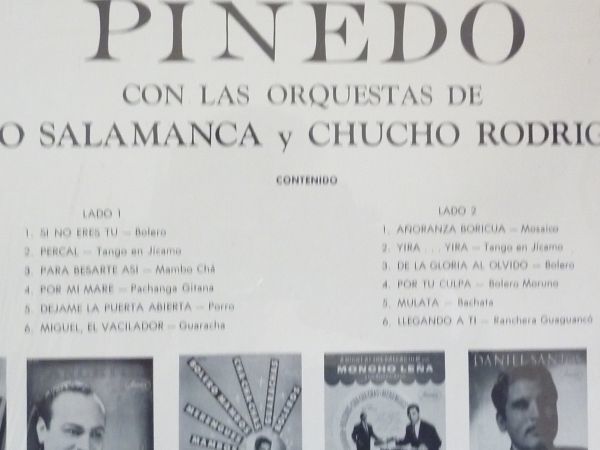 PINEDO
CON LAS ORQUESTAS DE
O SALAMANCA y CHUCHO RODRIG
CONTENIDO
LADO 1
1. SI NO ERES TU — Bolero
2. PERCAL — Tango en Jicamo
3. PARA BESARTE ASI — Mambo Chá
4. POR MI MARE — Pachanga Gitana
5. DEJAME LA PUERTA ABIERTA — Porro
6. MIGUEL, EL VACILADOR — Guaracha
LADO 2
1. AÑORANZA BORICUA — Mosaico
2. YIRA . . . YIRA — Tango en Jicamo
3. DE LA GLORIA AL OLVIDO — Bolero
4. POR TU CULPA — Bolero Moruno
5. MULATA — Bachata
6. LLEGANDO A TI — Ranchera Guaguancó
BOLERO MAMBOS
MERENGUES
MAMBO
MONCHO LEÑA
DANIEL SANTOS